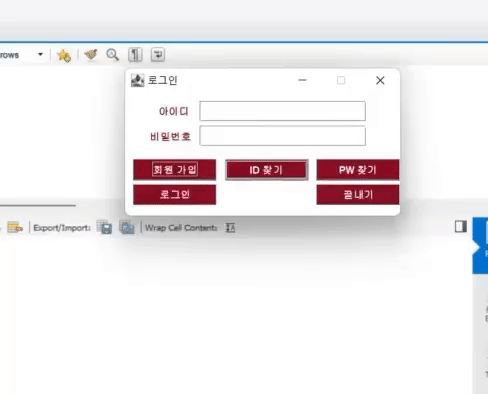 rows
로그인
아이디
비밀번호
회원 가입 ID 찾기 PW 찾기
로그인 끝내기
Export/Import: Wrap Cell Content: